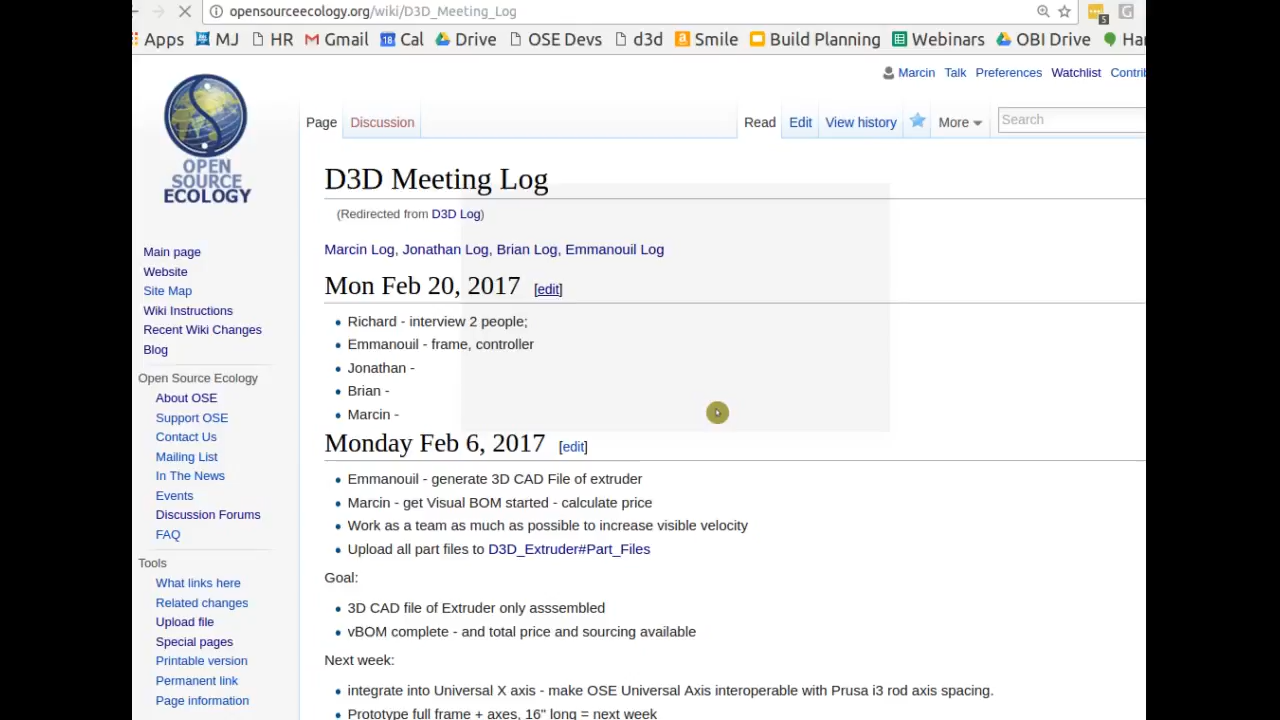 opensourceecology.org/wiki/D3D_Meeting_Log
5
G
Apps MJ HR Gmail 18 Cal Drive OSE Devs d3d a Smile Build Planning Webinars OBI Drive
Marcin Talk Preferences Watchlist Contrib
Page Discussion Read Edit View history More Search
OPEN
SOURCE
ECOLOGY
D3D Meeting Log
(Redirected from D3D Log)
Marcin Log, Jonathan Log, Brian Log, Emmanouil Log
Mon Feb 20, 2017 [edit]
Richard - interview 2 people;
Emmanouil - frame, controller
Jonathan -
Brian -
Marcin -
Monday Feb 6, 2017 [edit]
Emmanouil - generate 3D CAD File of extruder
Marcin - get Visual BOM started - calculate price
Work as a team as much as possible to increase visible velocity
Upload all part files to D3D_Extruder#Part_Files
Goal:
3D CAD file of Extruder only asssembled
vBOM complete - and total price and sourcing available
Next week:
integrate into Universal X axis - make OSE Universal Axis interoperable with Prusa i3 rod axis spacing.
Prototype full frame + axes, 16" long = next week
Main page
Website
Site Map
Wiki Instructions
Recent Wiki Changes
Blog
Open Source Ecology
About OSE
Support OSE
Contact Us
Mailing List
In The News
Events
Discussion Forums
FAQ
Tools
What links here
Related changes
Upload file
Special pages
Printable version
Permanent link
Page information